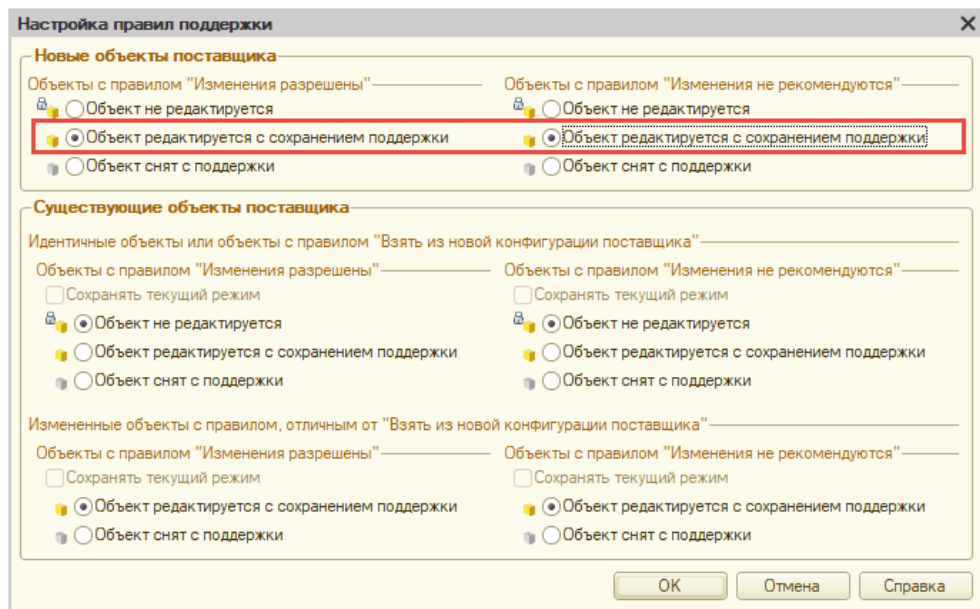 Настройка правил поддержки
Новые объекты поставщика
Объекты с правилом "Изменения разрешены" Объекты с правилом "Изменения не рекомендуются"
Объект не редактируется Объект не редактируется
Объект редактируется с сохранением поддержки Объект редактируется с сохранением поддержки
Объект снят с поддержки Объект снят с поддержки
Существующие объекты поставщика
Идентичные объекты или объекты с правилом "Взять из новой конфигурации поставщика"
Объекты с правилом "Изменения разрешены" Объекты с правилом "Изменения не рекомендуются"
Сохранять текущий режим Сохранять текущий режим
Объект не редактируется Объект не редактируется
Объект редактируется с сохранением поддержки Объект редактируется с сохранением поддержки
Объект снят с поддержки Объект снят с поддержки
Измененные объекты с правилом, отличным от "Взять из новой конфигурации поставщика"
Объекты с правилом "Изменения разрешены" Объекты с правилом "Изменения не рекомендуются"
Сохранять текущий режим Сохранять текущий режим
Объект редактируется с сохранением поддержки Объект редактируется с сохранением поддержки
Объект снят с поддержки Объект снят с поддержки
OK Отмена Справка